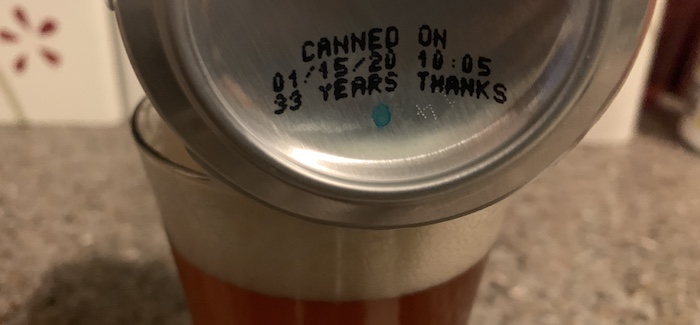 CANNED ON
01/15/20 10:05
33 YEARS THANKS